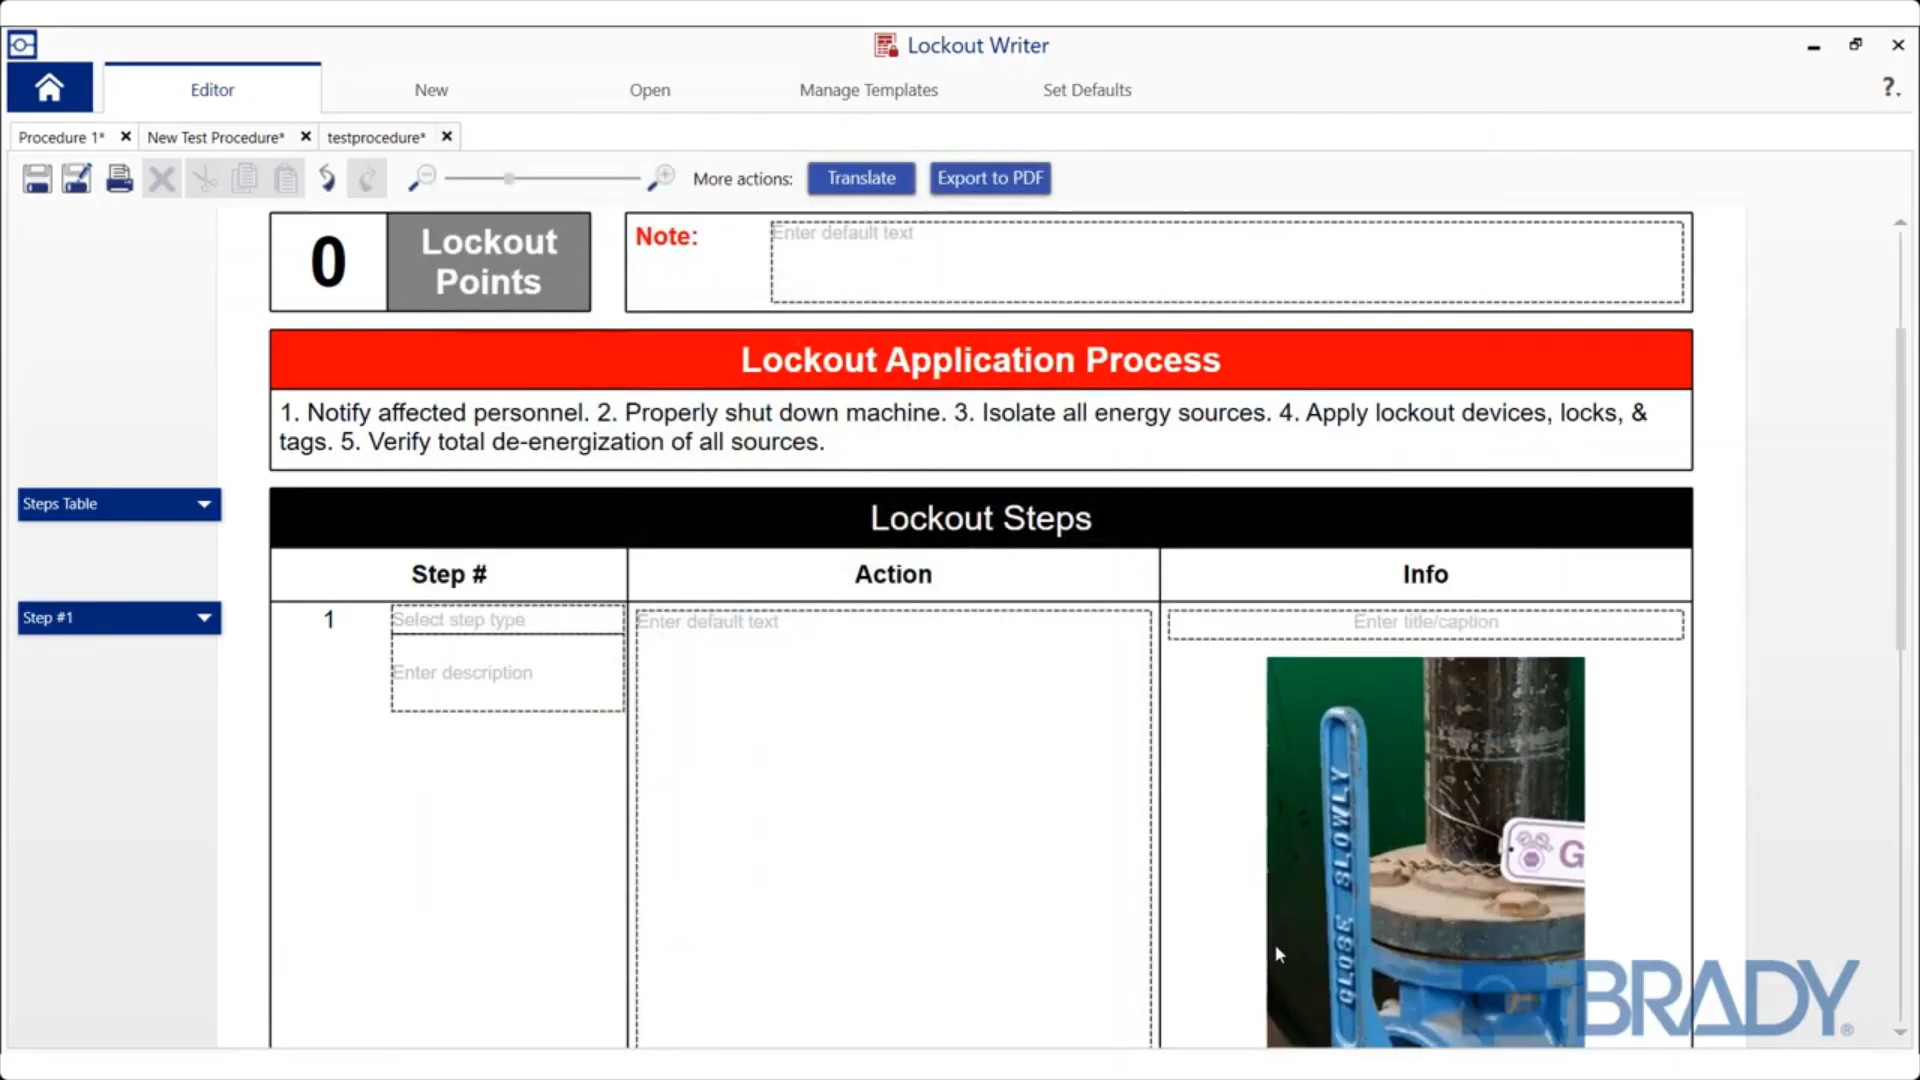 Lockout Writer
Editor
New
Open
Manage Templates
Set Defaults
?.
Procedure 1*
New Test Procedure*
testprocedure*
More actions:
Translate
Export to PDF
0
Lockout
Points
Note:
Enter default text
Lockout Application Process
1. Notify affected personnel. 2. Properly shut down machine. 3. Isolate all energy sources. 4. Apply lockout devices, locks, &
tags. 5. Verify total de-energization of all sources.
Steps Table
Lockout Steps
Step #
Action
Info
Step #1
1
Select step type
Enter description
Enter default text
Enter title/caption
CLOSE SLOWLY
G
BRADY®